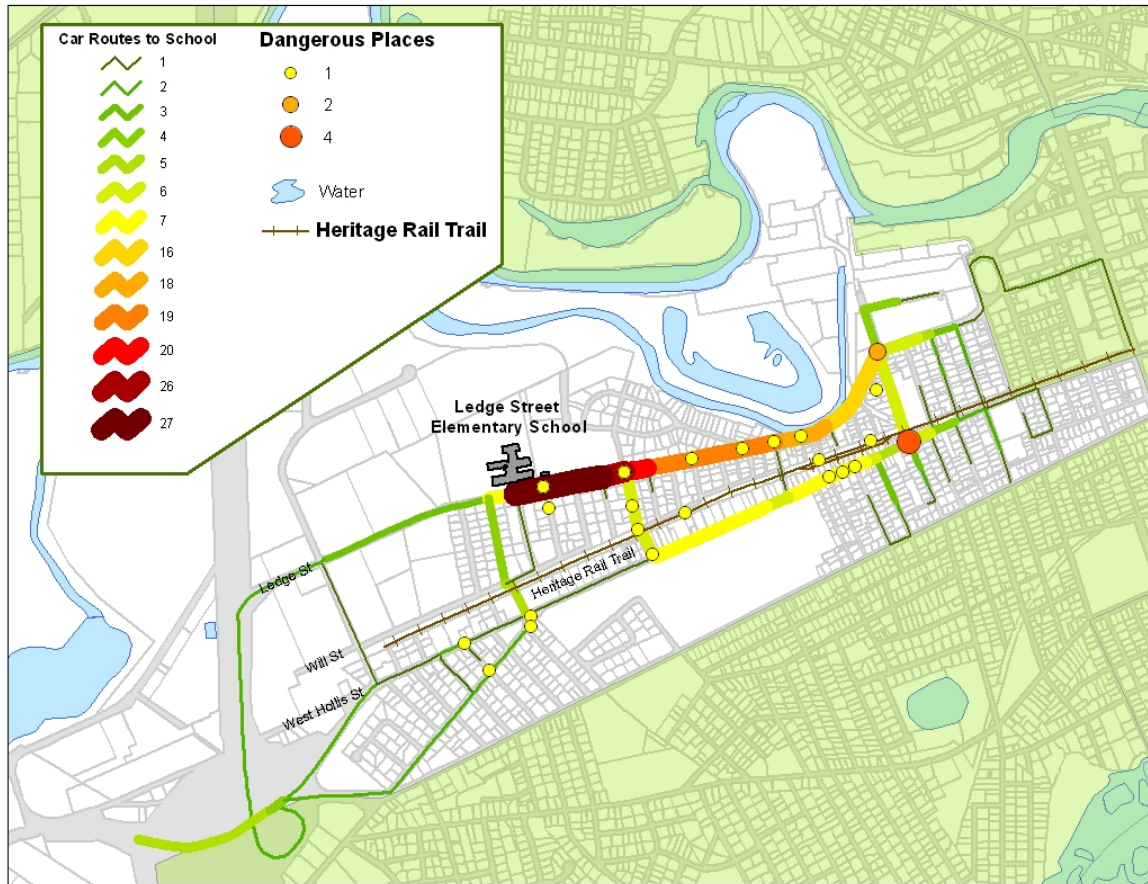 Car Routes to School
1
2
3
4
5
6
7
16
18
19
20
26
27
Dangerous Places
1
2
4
Water
Heritage Rail Trail
Ledge Street
Elementary School
Ledge St
Heritage Rail Trail
Will St
West Hollis St